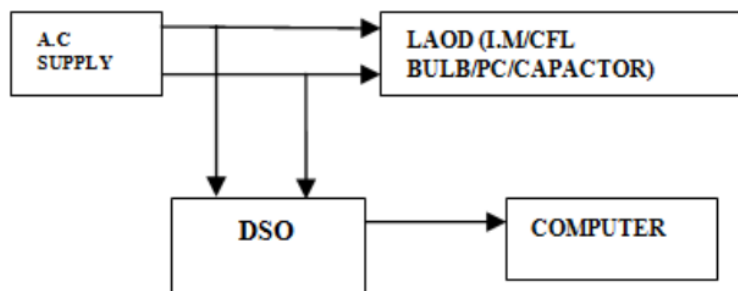 A.C
SUPPLY
LAOD (I.M/CFL
BULB/PC/CAPACTOR)
DSO
COMPUTER